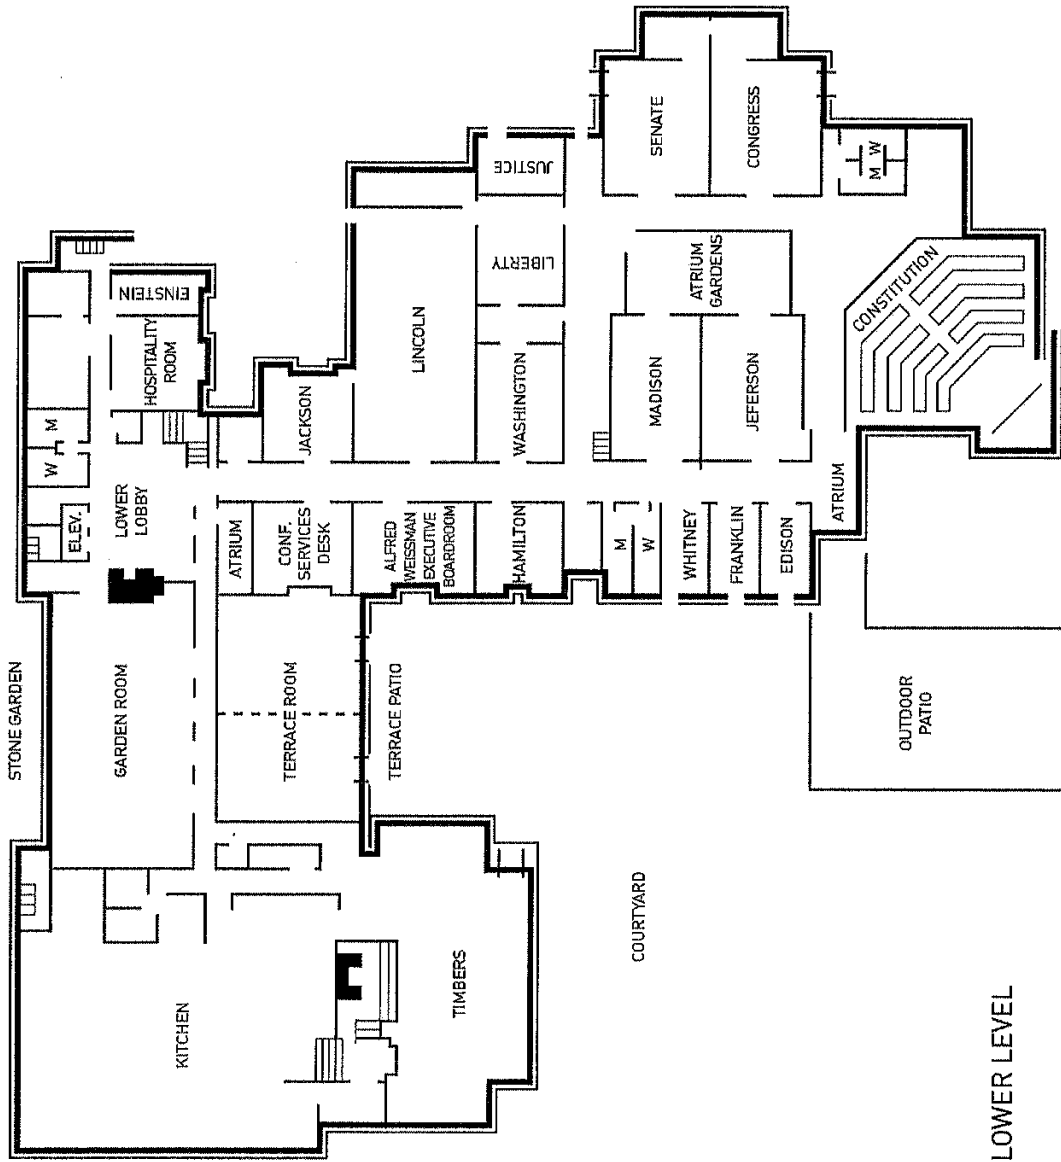 STONE GARDEN
W
M
ELEV.
LOWER
LOBBY
HOSPITALITY
ROOM
EINSTEIN
GARDEN ROOM
ATRIUM
CONF.
SERVICES
DESK
JACKSON
TERRACE ROOM
TERRACE PATIO
ALFRED
WEISSMAN
EXECUTIVE
BOARDROOM
LINCOLN
KITCHEN
TIMBERS
HAMILTON
WASHINGTON
LIBERTY
JUSTICE
COURTYARD
M
W
MADISON
SENATE
WHITNEY
FRANKLIN
EDISON
JEFERSON
ATRIUM
GARDENS
CONGRESS
ATRIUM
M W
CONSTITUTION
OUTDOOR
PATIO
LOWER LEVEL